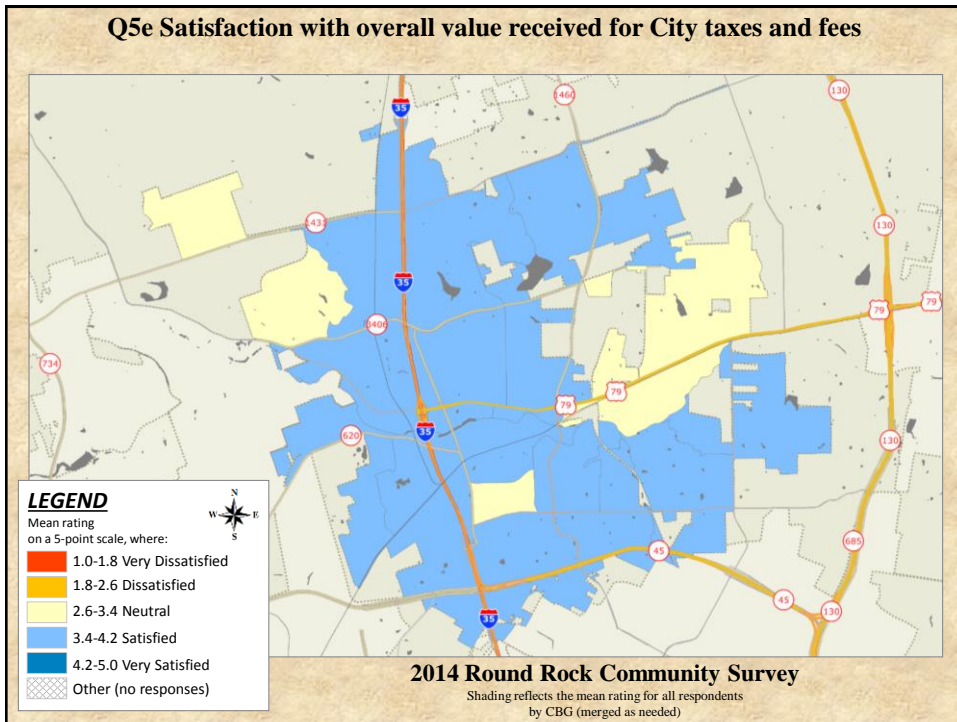 Q5e Satisfaction with overall value received for City taxes and fees
35
1460
130
1431
130
35
79
79
3406
734
79
79
35
620
130
685
45
45
130
35
LEGEND
Mean rating
on a 5-point scale, where:
N
W E
S
1.0-1.8 Very Dissatisfied
1.8-2.6 Dissatisfied
2.6-3.4 Neutral
3.4-4.2 Satisfied
4.2-5.0 Very Satisfied
Other (no responses)
2014 Round Rock Community Survey
Shading reflects the mean rating for all respondents
by CBG (merged as needed)